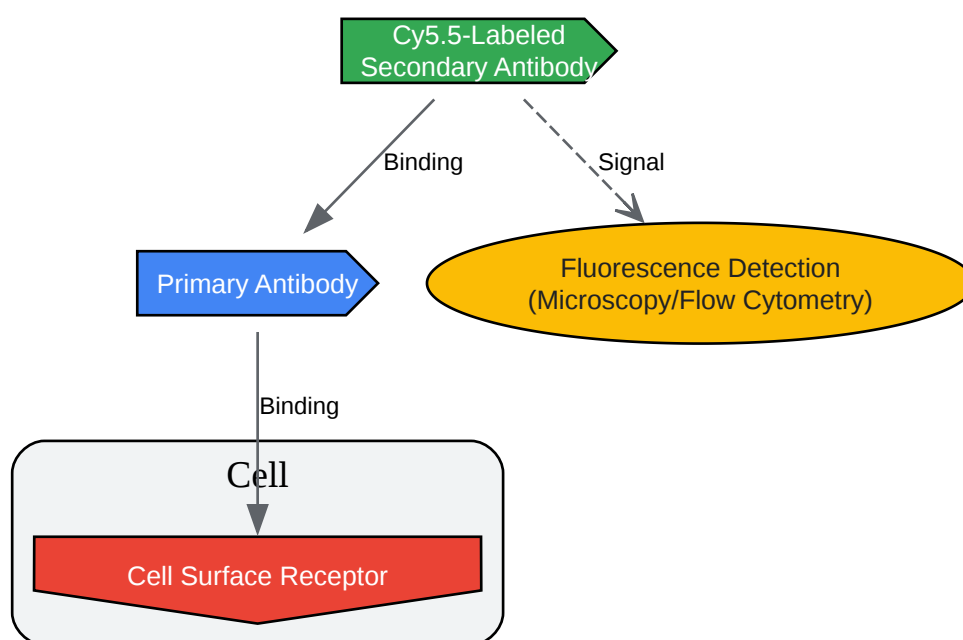 Cy5.5-Labeled
Secondary Antibody
Binding
Signal
Primary Antibody
Fluorescence Detection
(Microscopy/Flow Cytometry)
Binding
Cell
Cell Surface Receptor